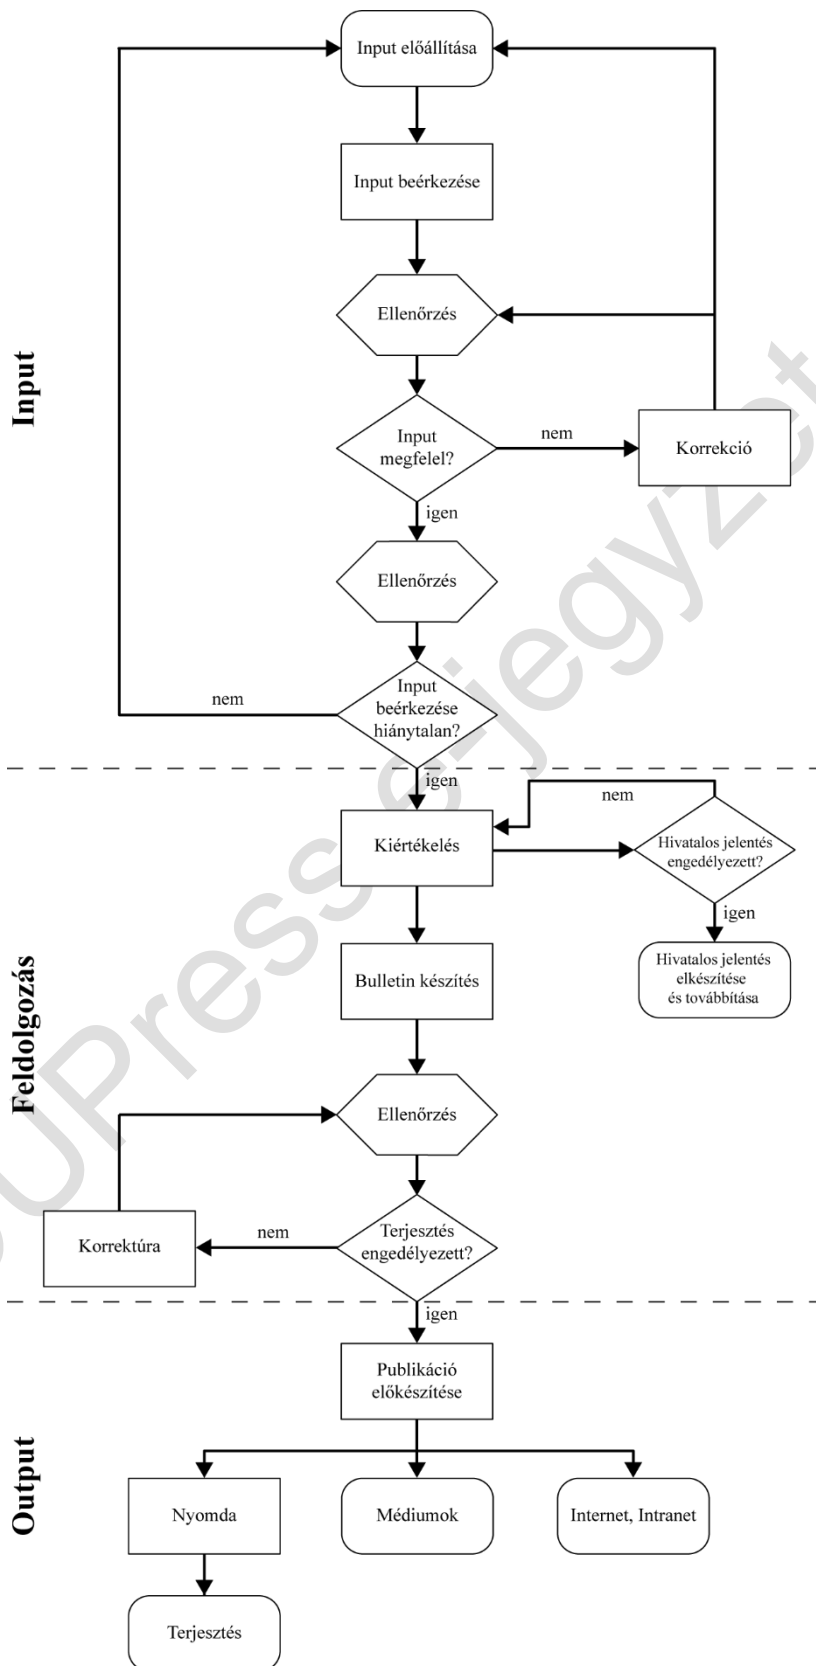 Input előállítása
Input beérkezése
Ellenőrzés
Input
Input
megfelel?
nem
Korrekció
igen
Ellenőrzés
nem
Input
beérkezése
hiánytalan?
igen
nem
Kiértékelés
Hivatalos jelentés
engedélyezett?
igen
Feldolgozás
Bulletin készítés
Hivatalos jelentés
elkészítése
és továbbítása
Ellenőrzés
Korrektúra
nem
Terjesztés
engedélyezett?
igen
Publikáció
előkészítése
Output
Nyomda
Médiumok
Internet, Intranet
Terjesztés
UPress e-jegyzet